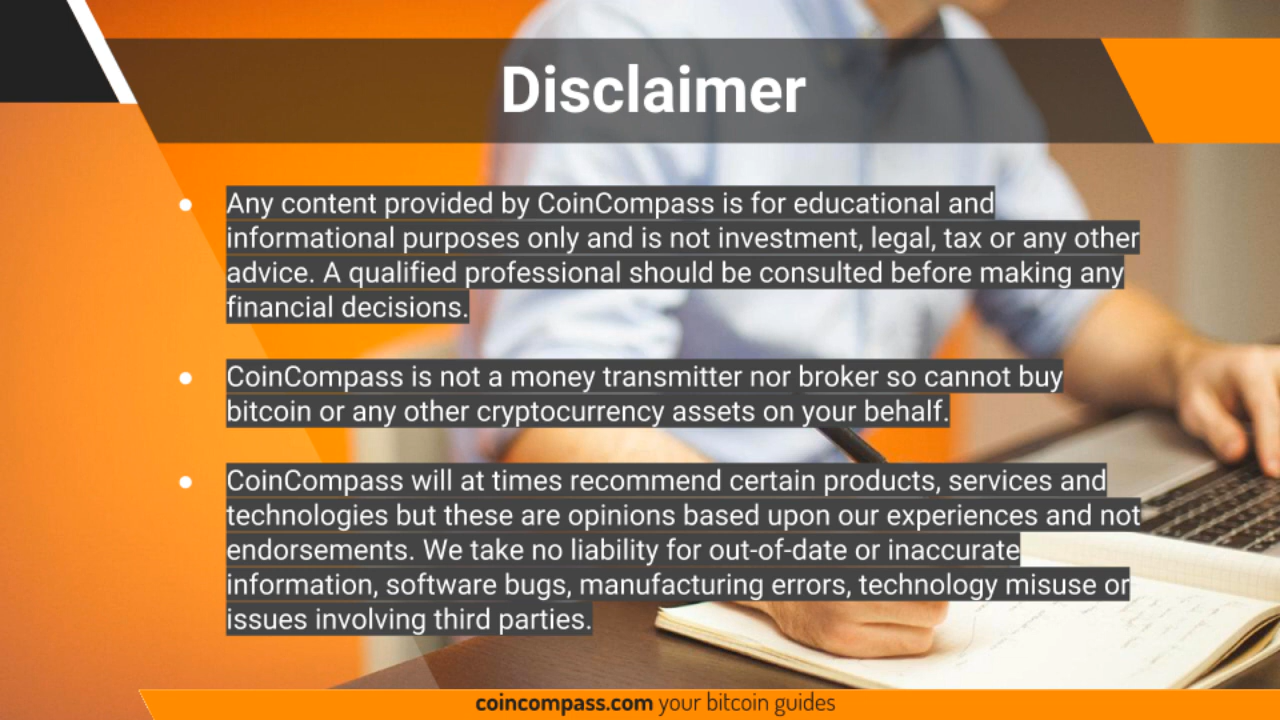 Disclaimer
Any content provided by CoinCompass is for educational and
informational purposes only and is not investment, legal, tax or any other
advice. A qualified professional should be consulted before making any
financial decisions.
CoinCompass is not a money transmitter nor broker so cannot buy
bitcoin or any other cryptocurrency assets on your behalf.
CoinCompass will at times recommend certain products, services and
technologies but these are opinions based upon our experiences and not
endorsements. We take no liability for out-of-date or inaccurate
information, software bugs, manufacturing errors, technology misuse or
issues involving third parties.
coincompass.com your bitcoin guides